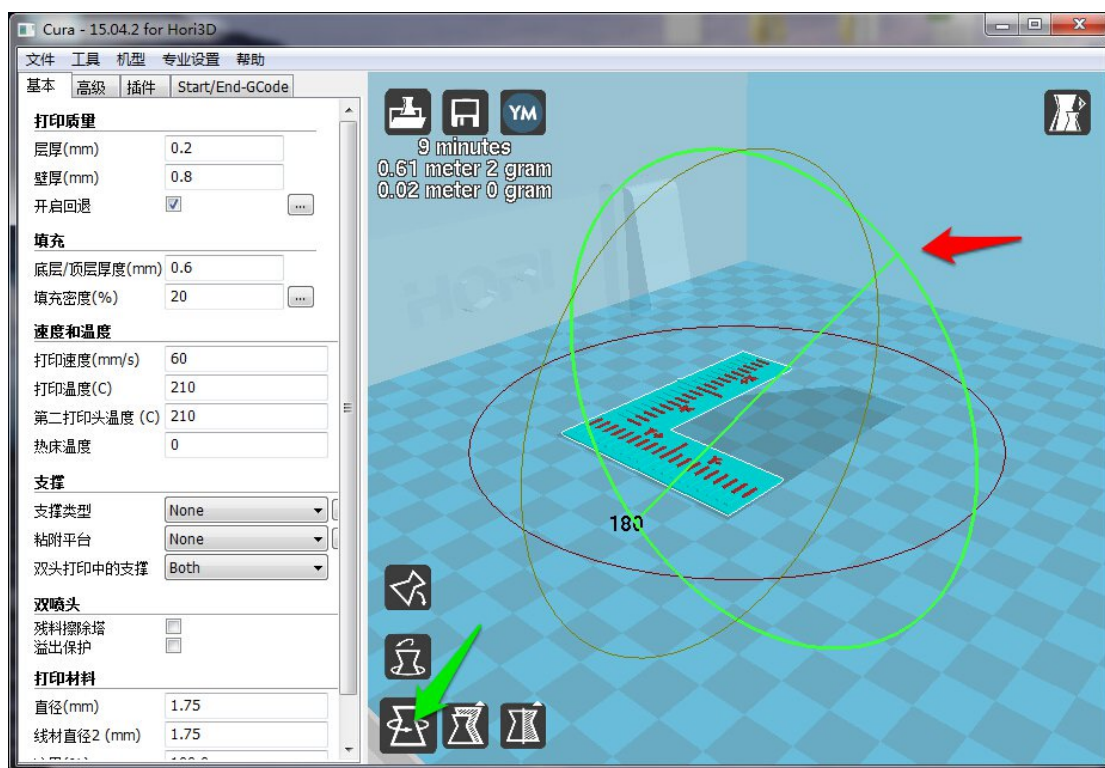 Cura - 15.04.2 for Hori3D
文件 工具 机型 专业设置 帮助
基本 高级 插件 Start/End-GCode
打印质量
层厚(mm) 0.2
壁厚(mm) 0.8
开启回退 ...
填充
底层/顶层厚度(mm) 0.6
填充密度(%) 20 ...
速度和温度
打印速度(mm/s) 60
打印温度(C) 210
第二打印头温度 (C) 210
热床温度 0
支撑
支撑类型 None
粘附平台 None
双头打印中的支撑 Both
双喷头
残料擦除塔
溢出保护
打印材料
直径(mm) 1.75
线材直径2 (mm) 1.75
YM
9 minutes
0.61 meter 2 gram
0.02 meter 0 gram
HORI
180